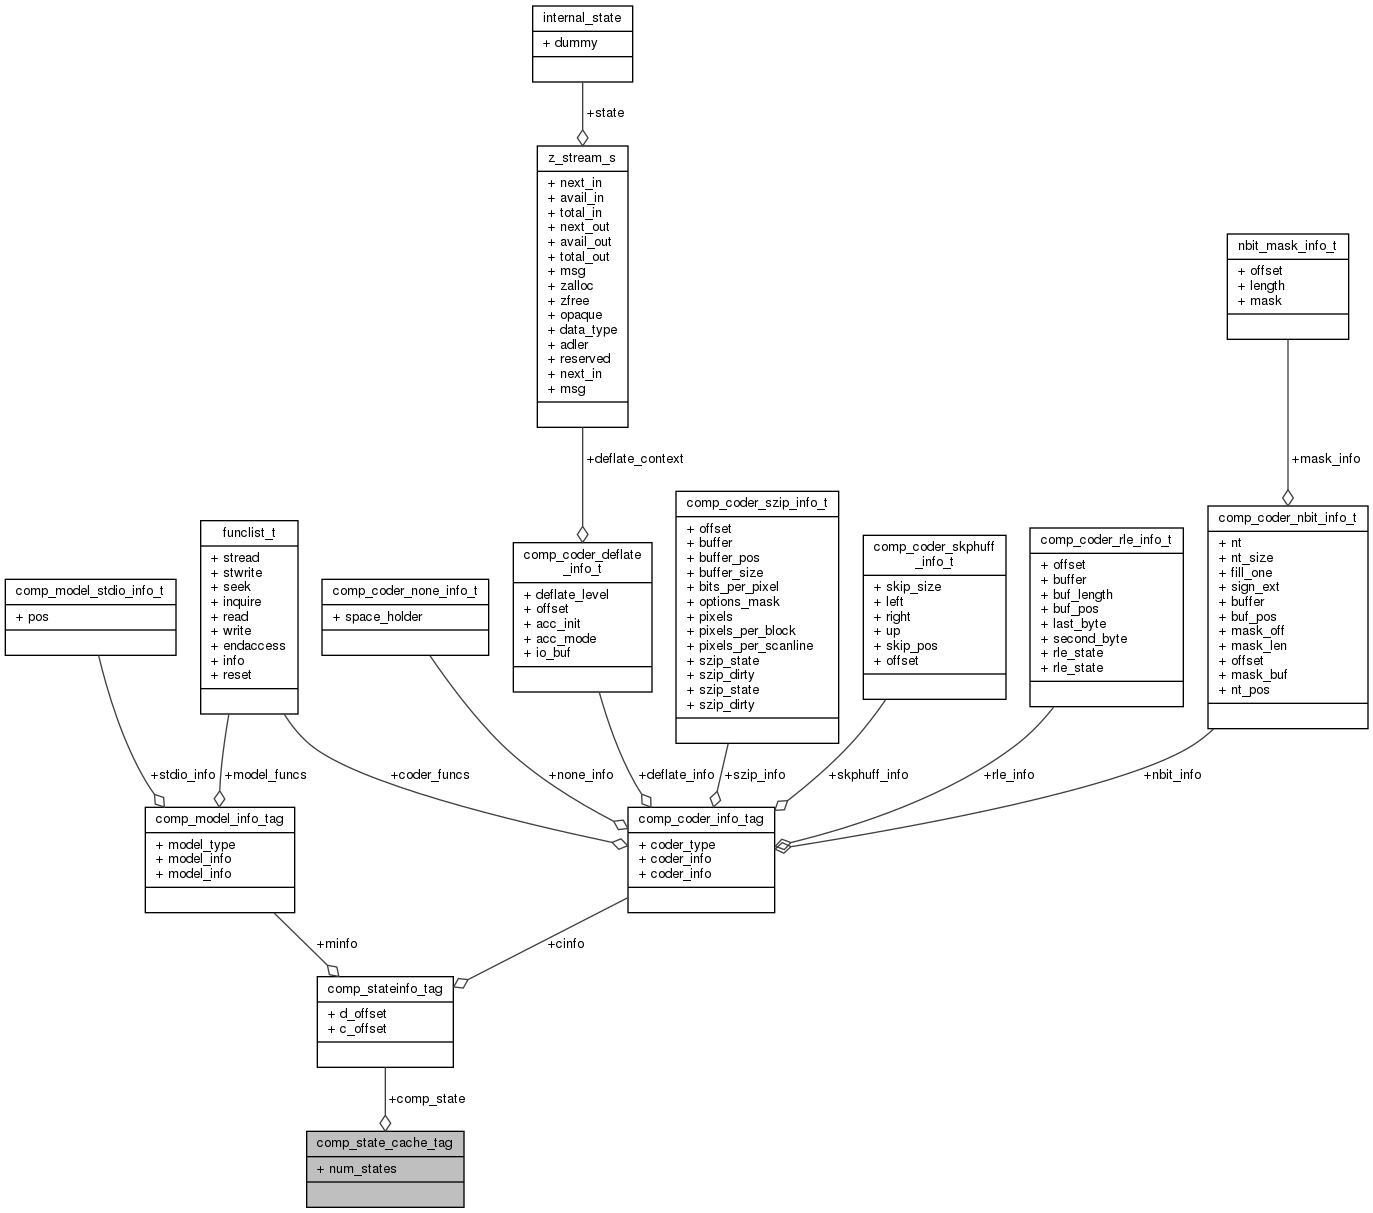 internal_state
+ dummy
+state
z_stream_s
+ next_in
+ avail_in
+ total_in
+ next_out
+ avail_out
+ total_out
+ msg
+ zalloc
+ zfree
+ opaque
+ data_type
+ adler
+ reserved
+ next_in
+ msg
nbit_mask_info_t
+ offset
+ length
+ mask
+deflate_context
+mask_info
comp_model_stdio_info_t
+ pos
funclist_t
+ stread
+ stwrite
+ seek
+ inquire
+ read
+ write
+ endaccess
+ info
+ reset
comp_coder_none_info_t
+ space_holder
comp_coder_deflate
_info_t
+ deflate_level
+ offset
+ acc_init
+ acc_mode
+ io_buf
comp_coder_szip_info_t
+ offset
+ buffer
+ buffer_pos
+ buffer_size
+ bits_per_pixel
+ options_mask
+ pixels
+ pixels_per_block
+ pixels_per_scanline
+ szip_state
+ szip_dirty
+ szip_state
+ szip_dirty
comp_coder_skphuff
_info_t
+ skip_size
+ left
+ right
+ up
+ skip_pos
+ offset
comp_coder_rle_info_t
+ offset
+ buffer
+ buf_length
+ buf_pos
+ last_byte
+ second_byte
+ rle_state
+ rle_state
comp_coder_nbit_info_t
+ nt
+ nt_size
+ fill_one
+ sign_ext
+ buffer
+ buf_pos
+ mask_off
+ mask_len
+ offset
+ mask_buf
+ nt_pos
+stdio_info
+model_funcs
+coder_funcs
+none_info
+deflate_info
+szip_info
+skphuff_info
+rle_info
+nbit_info
comp_model_info_tag
+ model_type
+ model_info
+ model_info
comp_coder_info_tag
+ coder_type
+ coder_info
+ coder_info
+minfo
+cinfo
comp_stateinfo_tag
+ d_offset
+ c_offset
+comp_state
comp_state_cache_tag
+ num_states